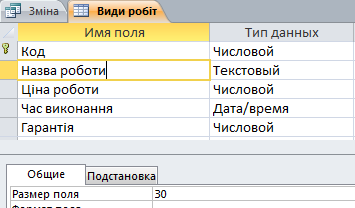 Зміна Види робіт
Имя поля Тип данных
Код Числовой
Назва роботи Текстовый
Ціна роботи Числовой
Час виконання Дата/время
Гарантія Числовой
Общие Подстановка
Размер поля 30